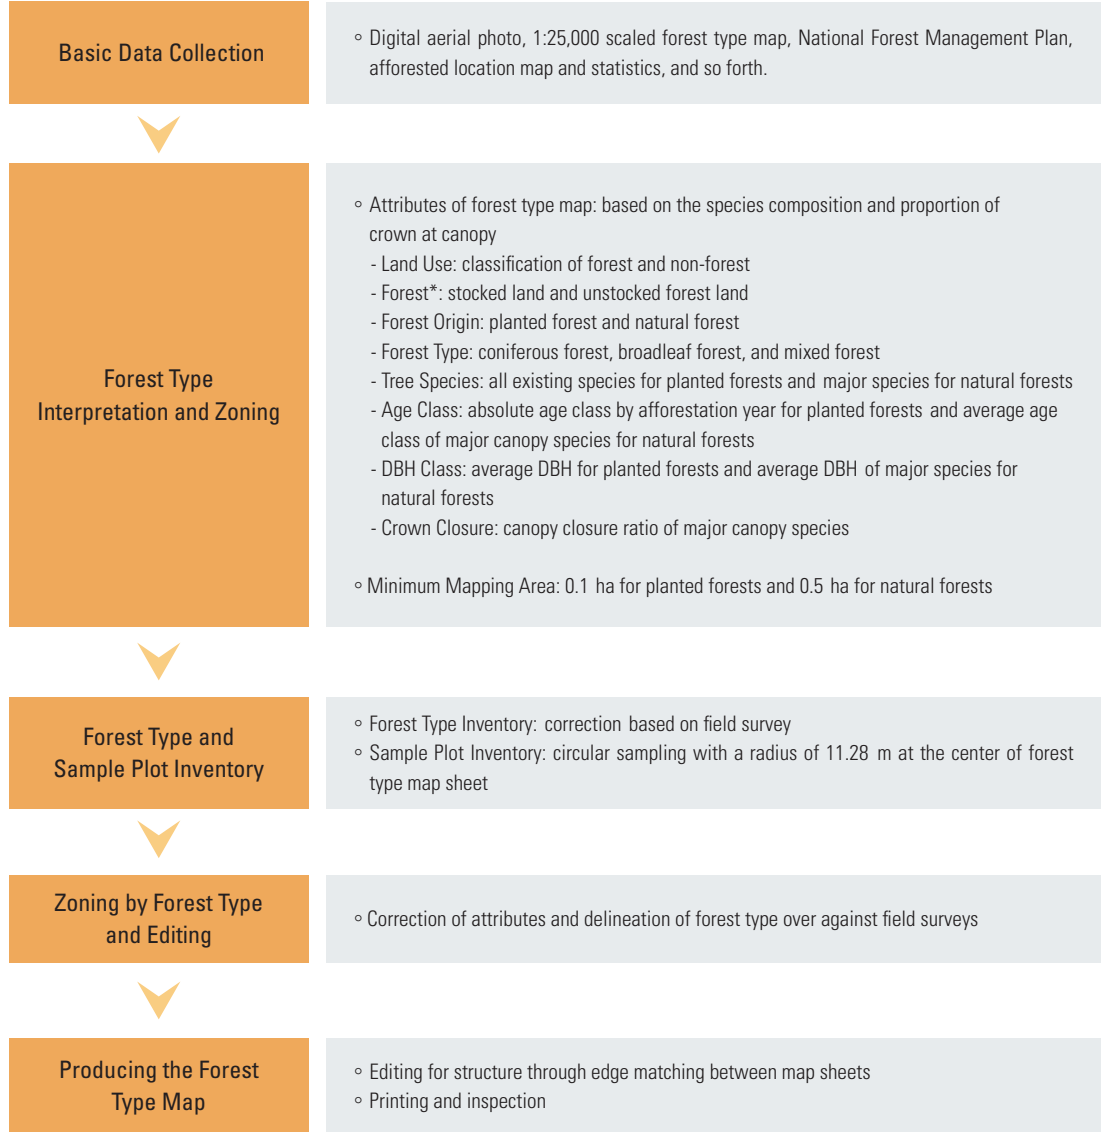 Basic Data Collection
◦ Digital aerial photo, 1:25,000 scaled forest type map, National Forest Management Plan,
afforested location map and statistics, and so forth.
Forest Type
Interpretation and Zoning
◦ Attributes of forest type map: based on the species composition and proportion of
crown at canopy
- Land Use: classification of forest and non-forest
- Forest*: stocked land and unstocked forest land
- Forest Origin: planted forest and natural forest
- Forest Type: coniferous forest, broadleaf forest, and mixed forest
- Tree Species: all existing species for planted forests and major species for natural forests
- Age Class: absolute age class by afforestation year for planted forests and average age
class of major canopy species for natural forests
- DBH Class: average DBH for planted forests and average DBH of major species for
natural forests
- Crown Closure: canopy closure ratio of major canopy species
◦ Minimum Mapping Area: 0.1 ha for planted forests and 0.5 ha for natural forests
Forest Type and
Sample Plot Inventory
◦ Forest Type Inventory: correction based on field survey
◦ Sample Plot Inventory: circular sampling with a radius of 11.28 m at the center of forest
type map sheet
Zoning by Forest Type
and Editing
◦ Correction of attributes and delineation of forest type over against field surveys
Producing the Forest
Type Map
◦ Editing for structure through edge matching between map sheets
◦ Printing and inspection